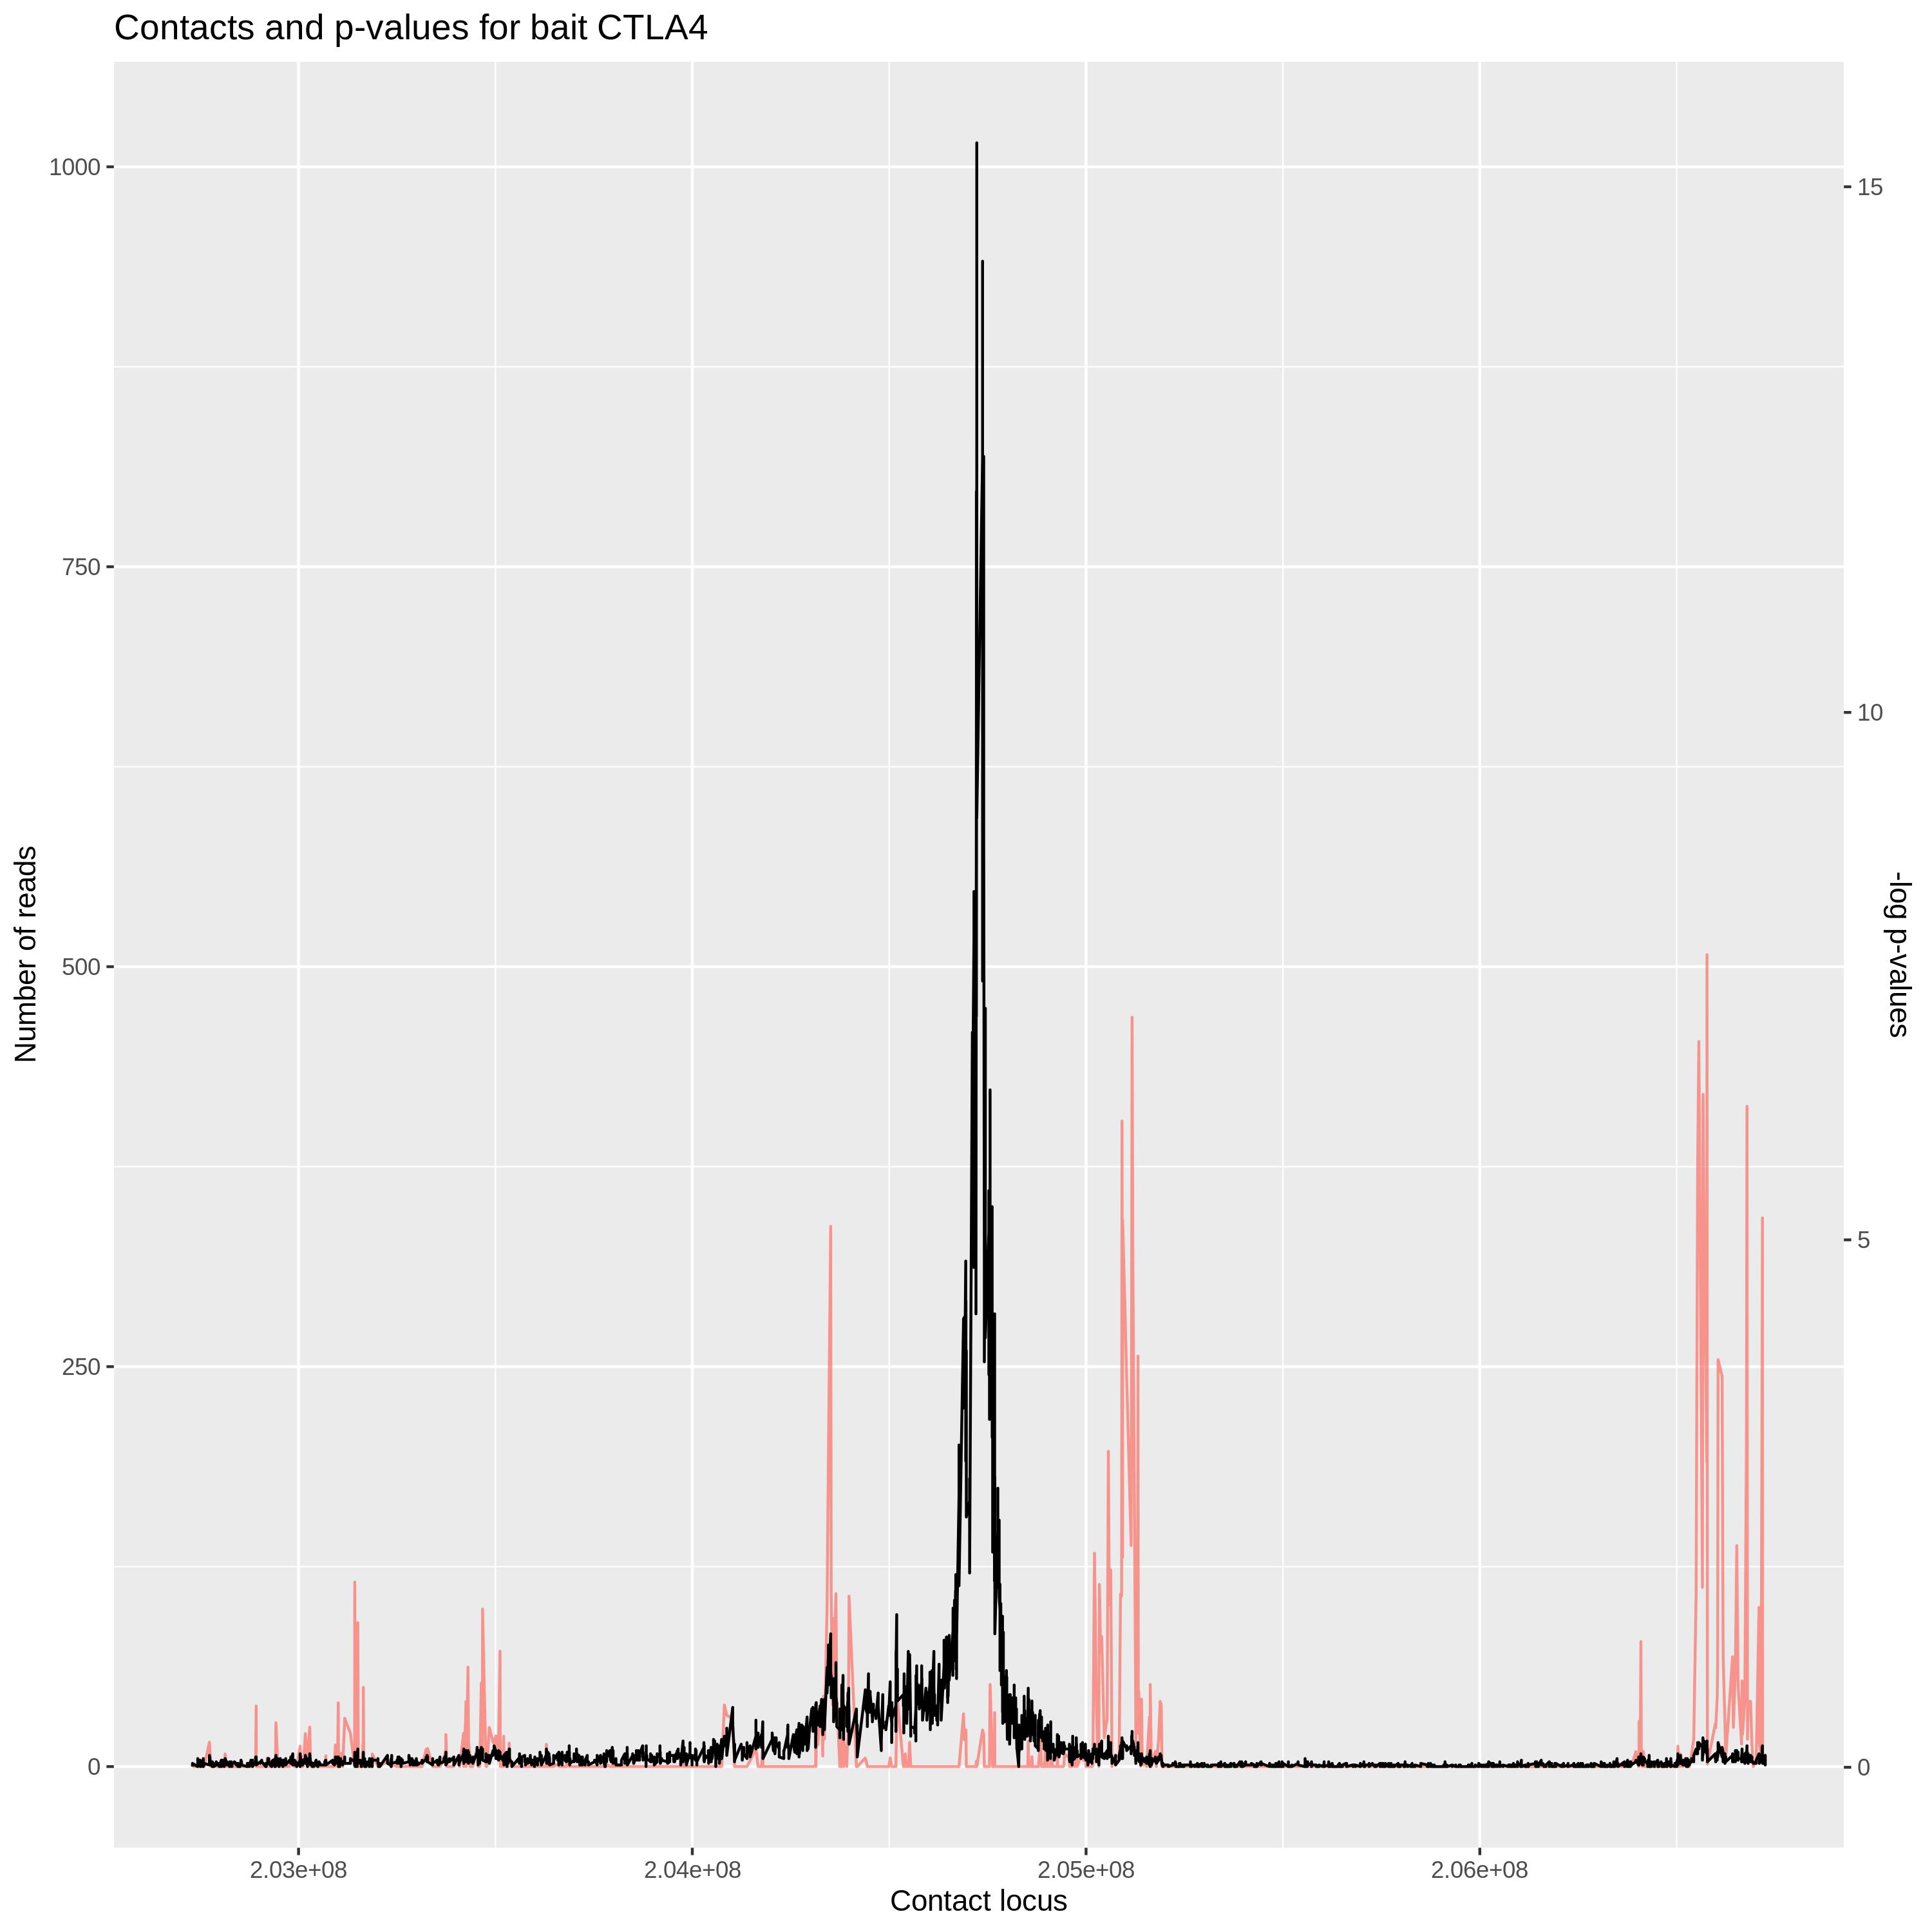 Contacts and p-values for bait CTLA4
1000
750
500
250
0
Number of reads
15
10
5
0
-log p-values
2.03e+08 2.04e+08 2.05e+08 2.06e+08
Contact locus